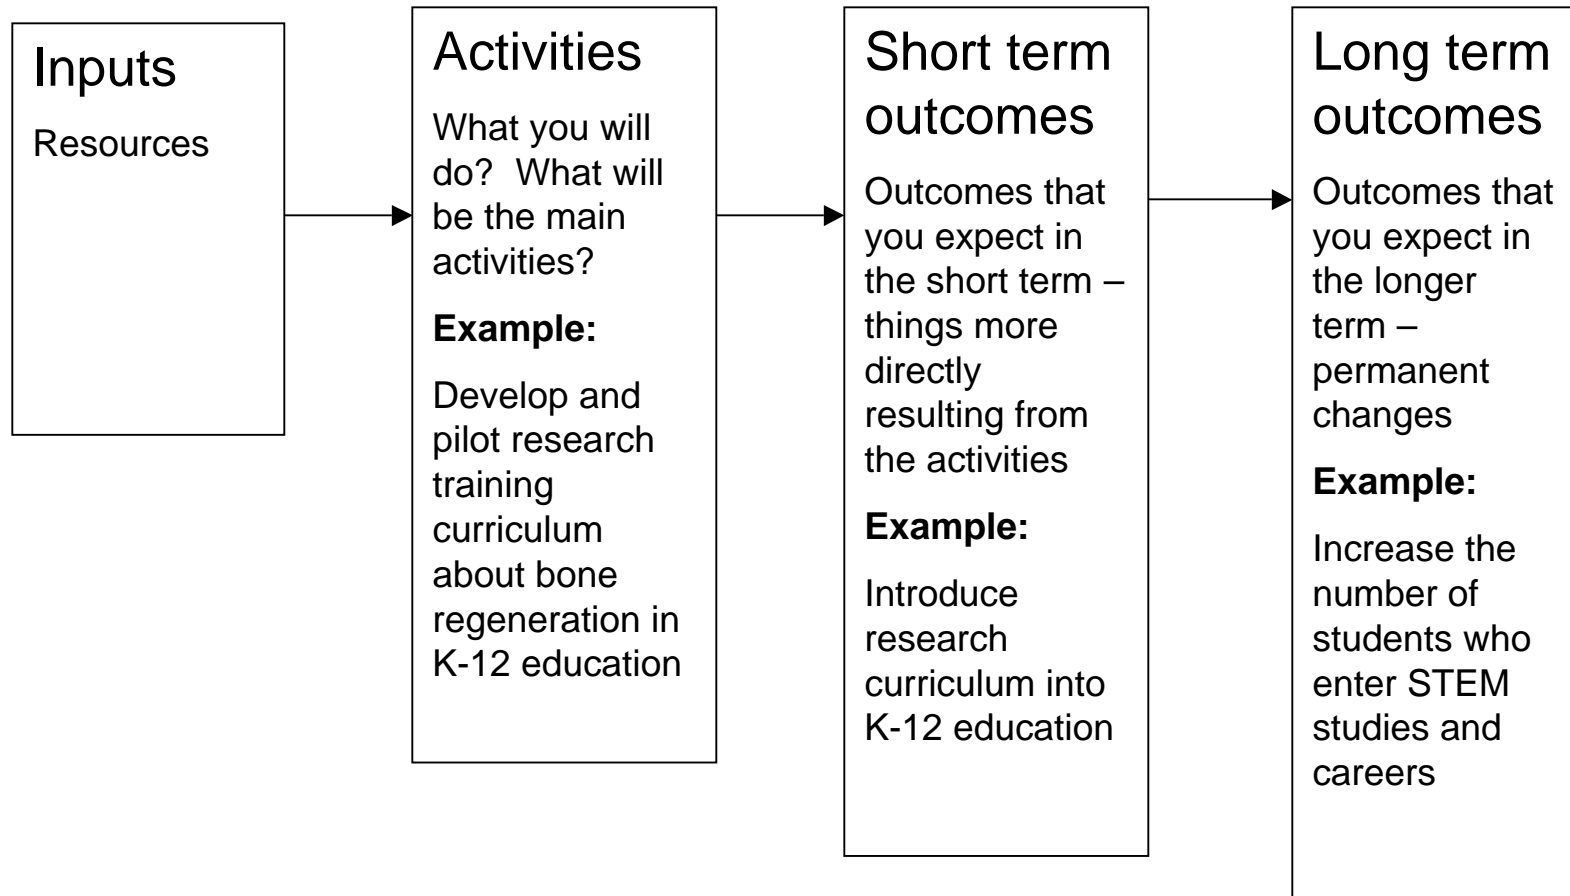 Inputs
Resources
Activities
What you will
do?  What will
be the main
activities?
Example:
Develop and
pilot research
training
curriculum
about bone
regeneration in
K-12 education
Short term
outcomes
Outcomes that
you expect in
the short term –
things more
directly
resulting from
the activities
Example:
Introduce
research
curriculum into
K-12 education
Long term
outcomes
Outcomes that
you expect in
the longer
term –
permanent
changes
Example:
Increase the
number of
students who
enter STEM
studies and
careers